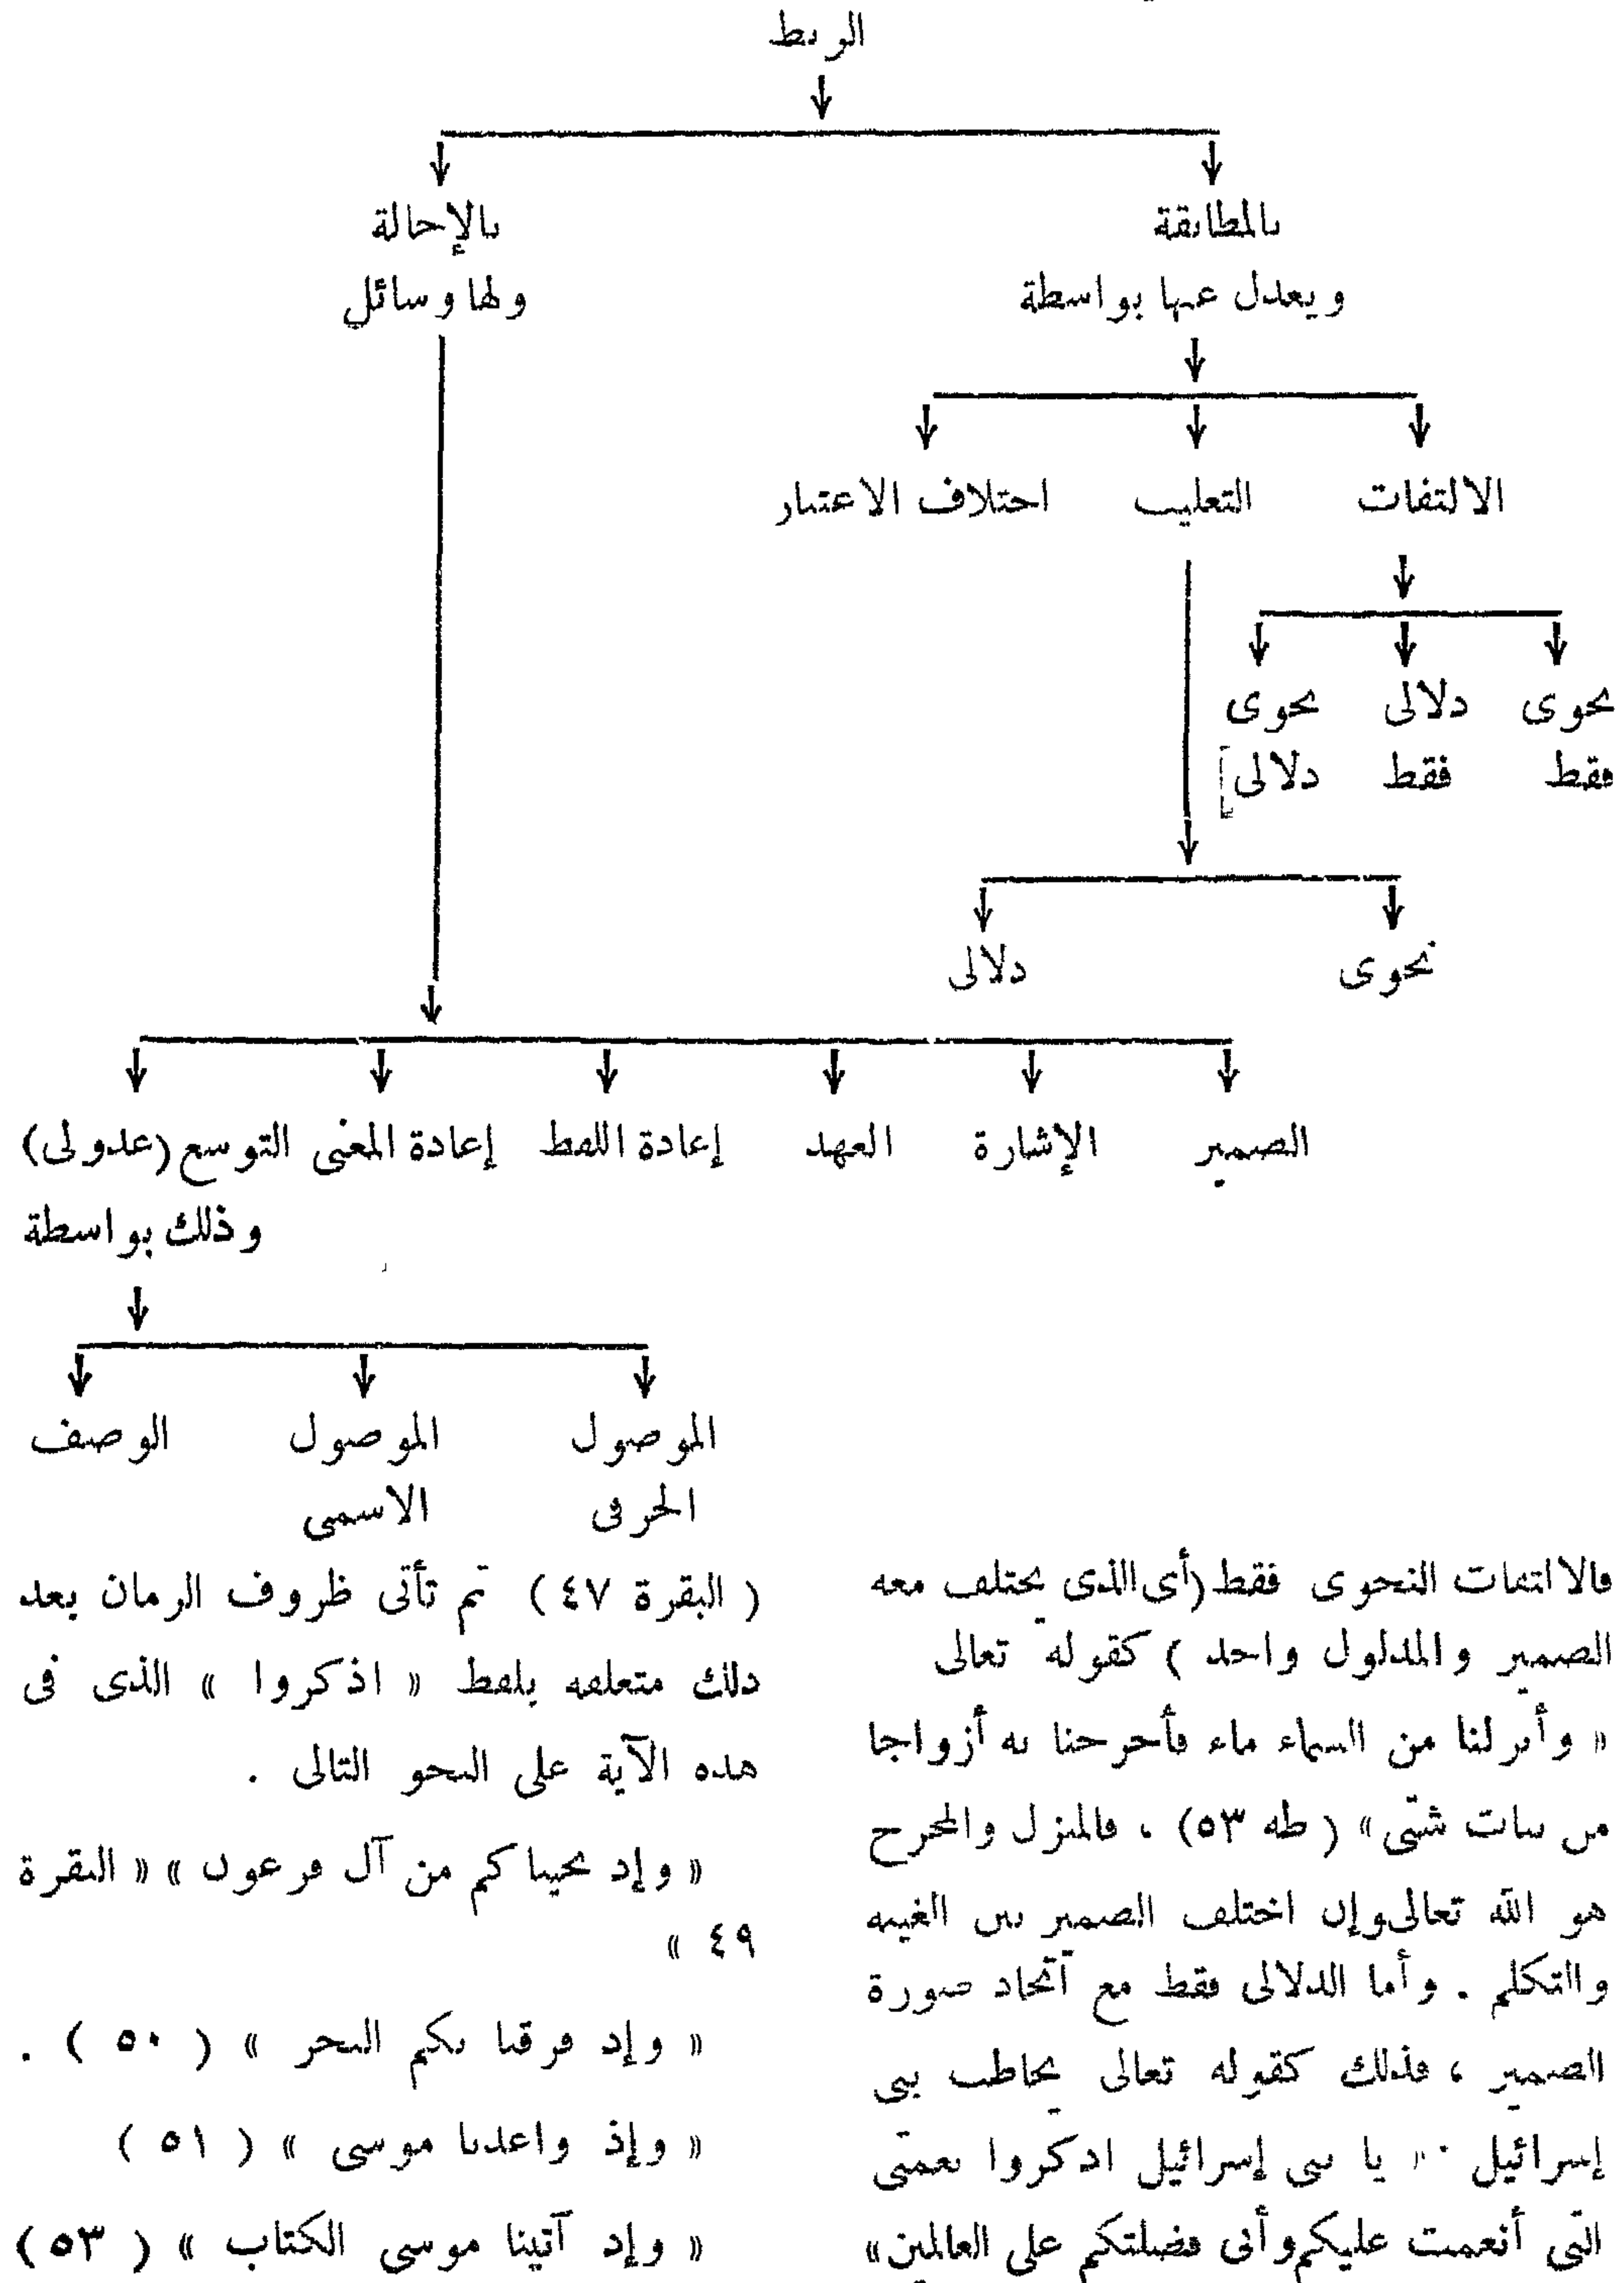 الربط
بالمطابقة بالإحالة
ويعدل عنها بواسطة ولها وسائل
الالتفات التغليب اختلاف الاعتبار
نحوى دلالى نحوى
فقط فقط دلالى
نحوى دلالى
الضمير الإشارة العهد إعادة اللفظ إعادة المعنى التوسع (عدولى)
وذلك بواسطة
الموصول الموصول الوصف
الحرفى الاسمى
فالالتفات النحوى فقط (أى الذى يختلف معه
الضمير والمدلول واحد) كقوله تعالى
« وأنزلنا من السماء ماء فأخرجنا به أزواجا
من نبات شتى» ( طه ٥٣) ، فالمنزل والمخرج
هو الله تعالى وإن اختلف الضمير بين الغيبة
والتكلم . وأما الدلالى فقط مع اتحاد صورة
الضمير ، فذلك كقوله تعالى يخاطب بنى
إسرائيل : « يا بنى إسرائيل اذكروا نعمتى
التى أنعمت عليكم وأنى فضلتكم على العالمين»
( البقرة ٤٧ ) ثم تأتى ظروف الزمان بعد
ذلك متعلقه بلفظ « اذكروا » الذى فى
هذه الآية على النحو التالى .
« وإذ نجيناكم من آل فرعون » « البقرة
٤٩ »
« وإذ فرقنا بكم البحر » ( ٥٠ ) .
« وإذ واعدنا موسى » ( ٥١ )
« وإذ آتينا موسى الكتاب » ( ٥٣ )